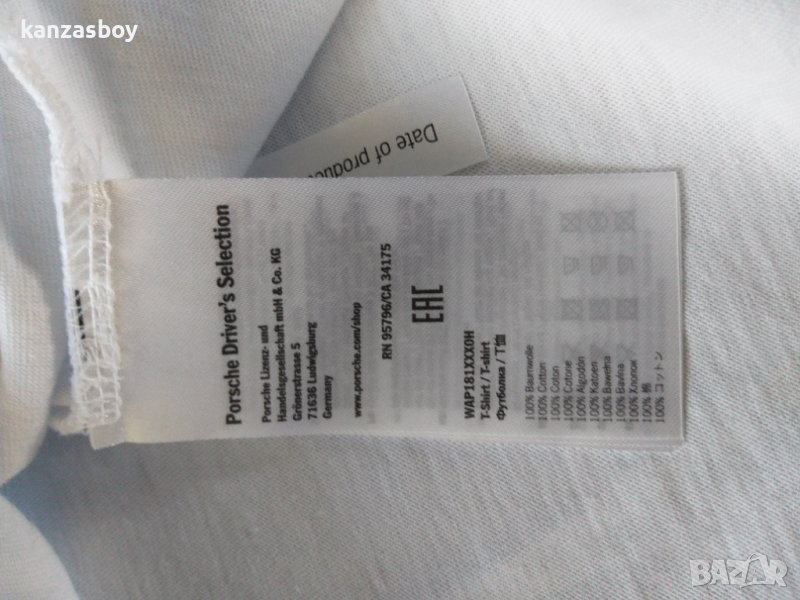 kanzasboy
Date of produc
Porsche Driver's Selection
Porsche Lizenz- und
Handelsgesellschaft mbH & Co. KG
Grönerstrasse 5
71636 Ludwigsburg
Germany
www.porsche.com/shop
RN 95796/CA 34175
EAC
WAP181XXX0H
T-Shirt / T-shirt
Футболка / T恤
100% Baumwolle
100% Cotton
100% Coton
100% Cotone
100% Algodón
100% Katoen
100% Bawełna
100% Bavlna
100% Хлопок
100% 棉
100% コットン
BAZAR